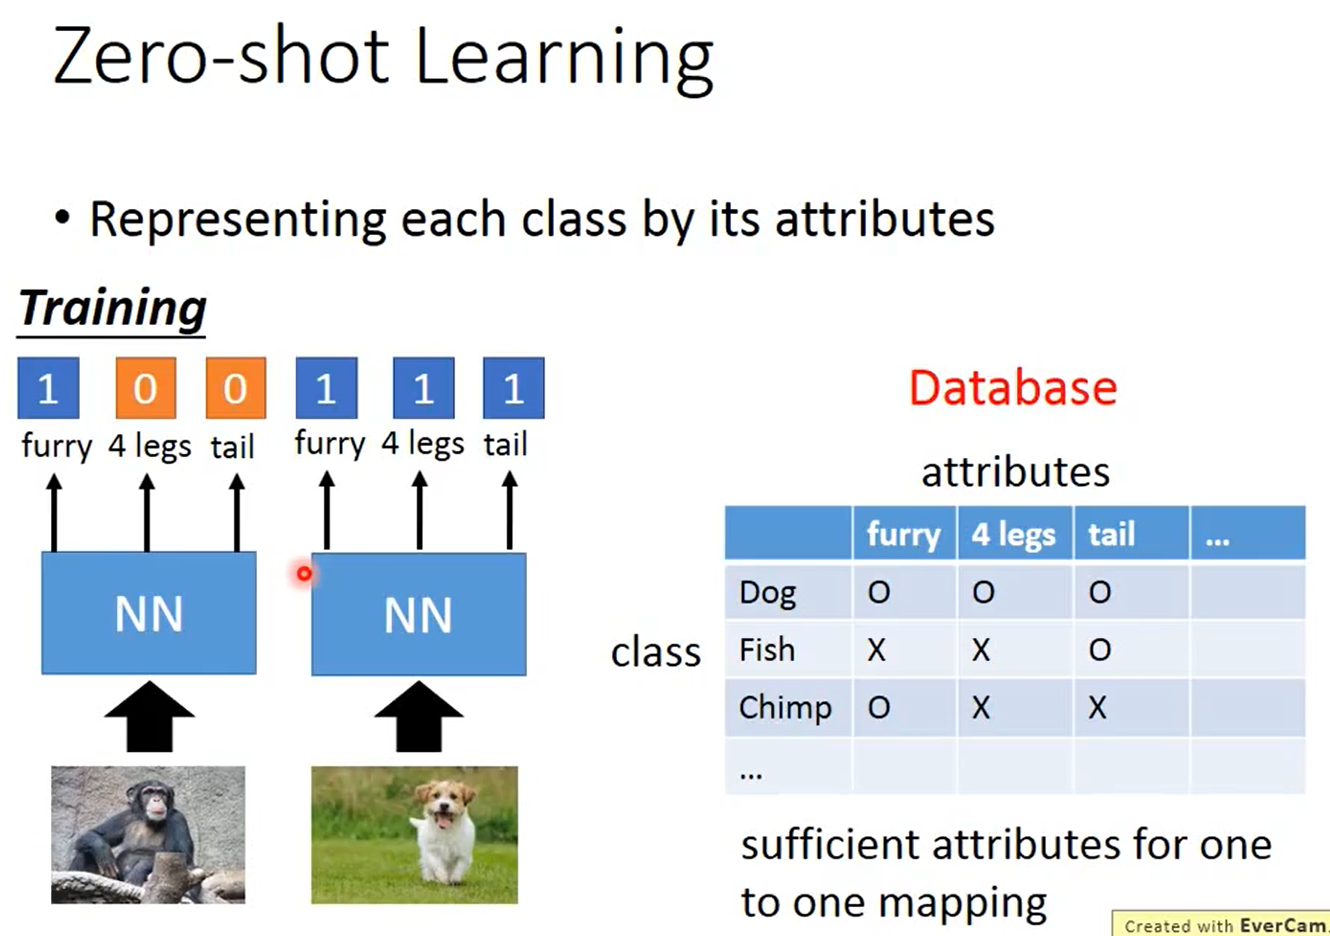 Zero-shot Learning
• Representing each class by its attributes
Training
1 0 0 1 1 1
furry 4 legs tail furry 4 legs tail
NN NN
Database
attributes
furry 4 legs tail ...
Dog O O O
class
Fish X X O
Chimp O X X
...
sufficient attributes for one
to one mapping
Created with EverCam.